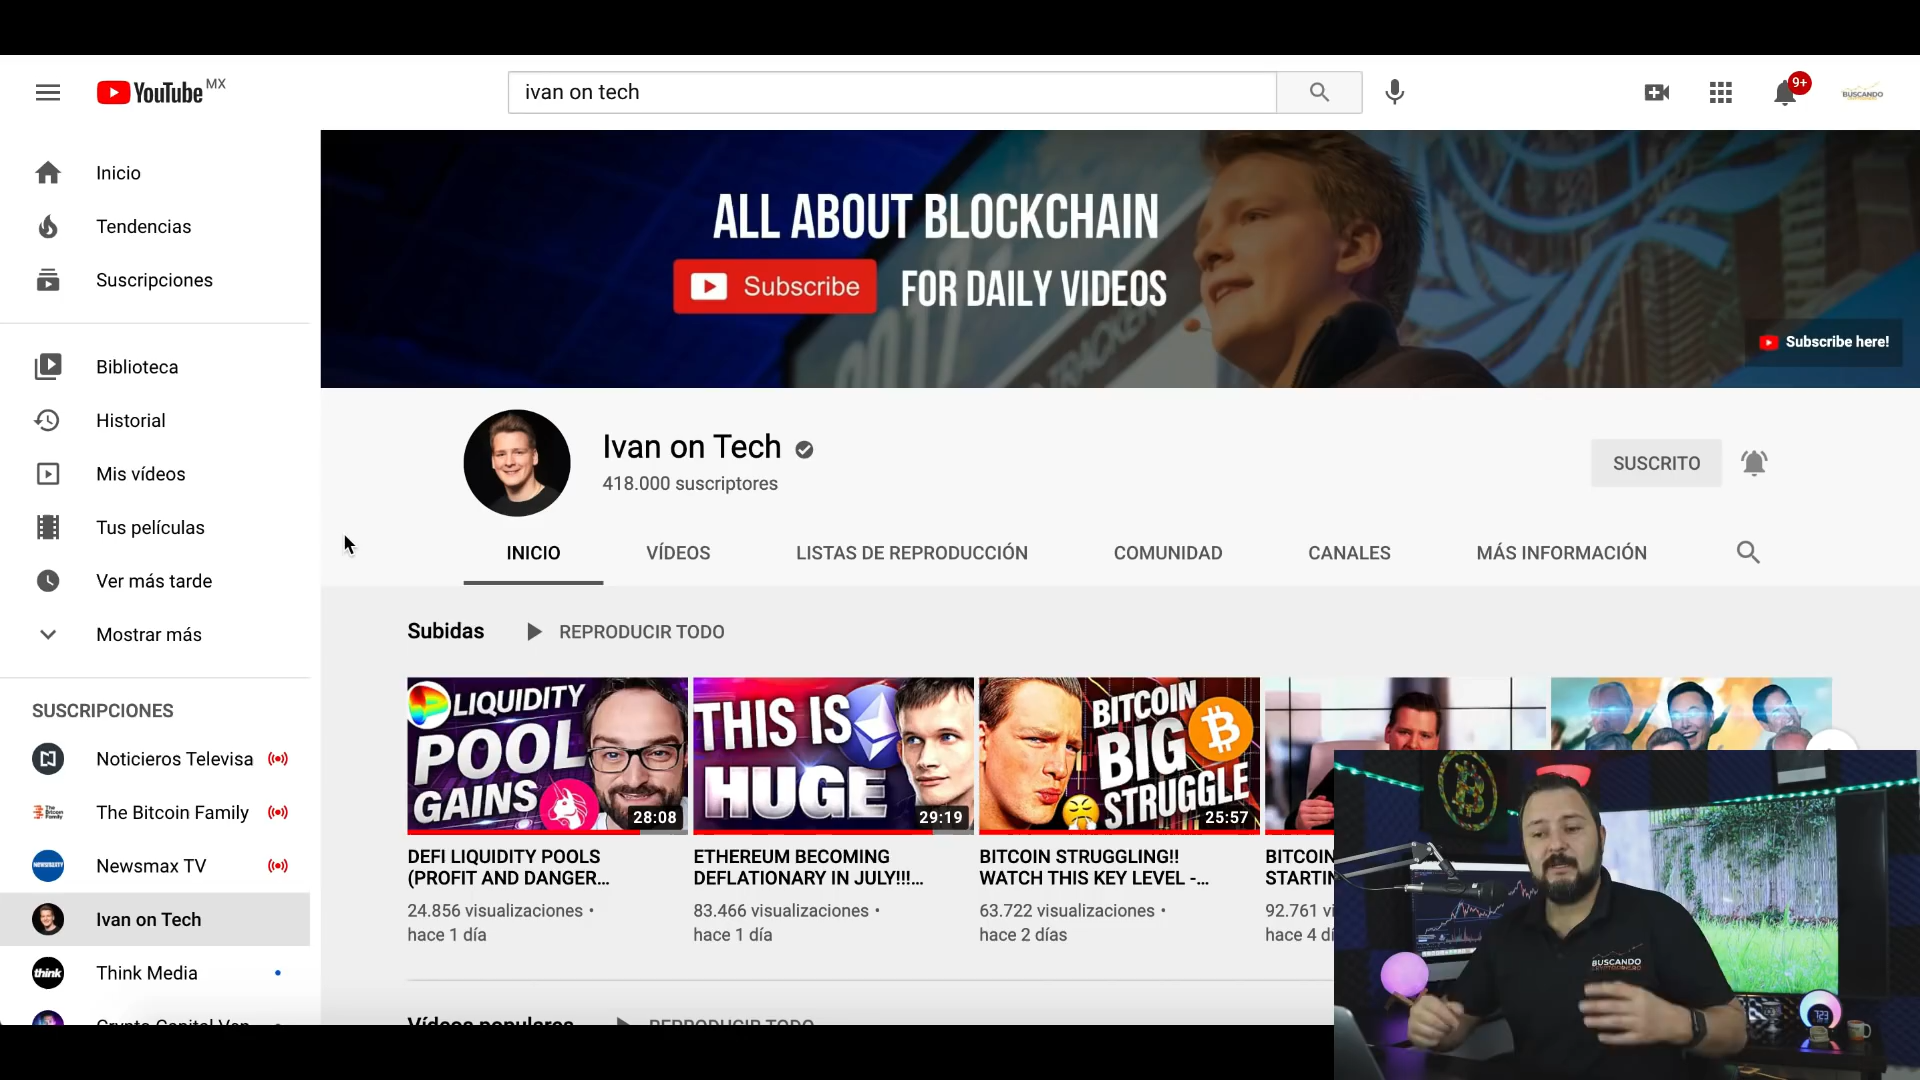 YouTube MX
ivan on tech
9+
BUSCANDO
Inicio
Tendencias
Suscripciones
Biblioteca
Historial
Mis vídeos
Tus películas
Ver más tarde
Mostrar más
SUSCRIPCIONES
Noticieros Televisa
The Bitcoin Family
Newsmax TV
Ivan on Tech
think
Think Media
ALL ABOUT BLOCKCHAIN
Subscribe
FOR DAILY VIDEOS
2017
TRACKER
Subscribe here!
Ivan on Tech
418.000 suscriptores
SUSCRITO
INICIO
VÍDEOS
LISTAS DE REPRODUCCIÓN
COMUNIDAD
CANALES
MÁS INFORMACIÓN
Subidas
REPRODUCIR TODO
LIQUIDITY
POOL
GAINS
28:08
DEFI LIQUIDITY POOLS
(PROFIT AND DANGER...
24.856 visualizaciones •
hace 1 día
THIS IS
HUGE
29:19
ETHEREUM BECOMING
DEFLATIONARY IN JULY!!!...
83.466 visualizaciones •
hace 1 día
BITCOIN
BIG
STRUGGLE
25:57
BITCOIN STRUGGLING!!
WATCH THIS KEY LEVEL -...
63.722 visualizaciones •
hace 2 días
BITCOIN
STARTIN
92.761 vi
hace 4 dí
Vídeos populares
REPRODUCIR TODO
BUSCANDO